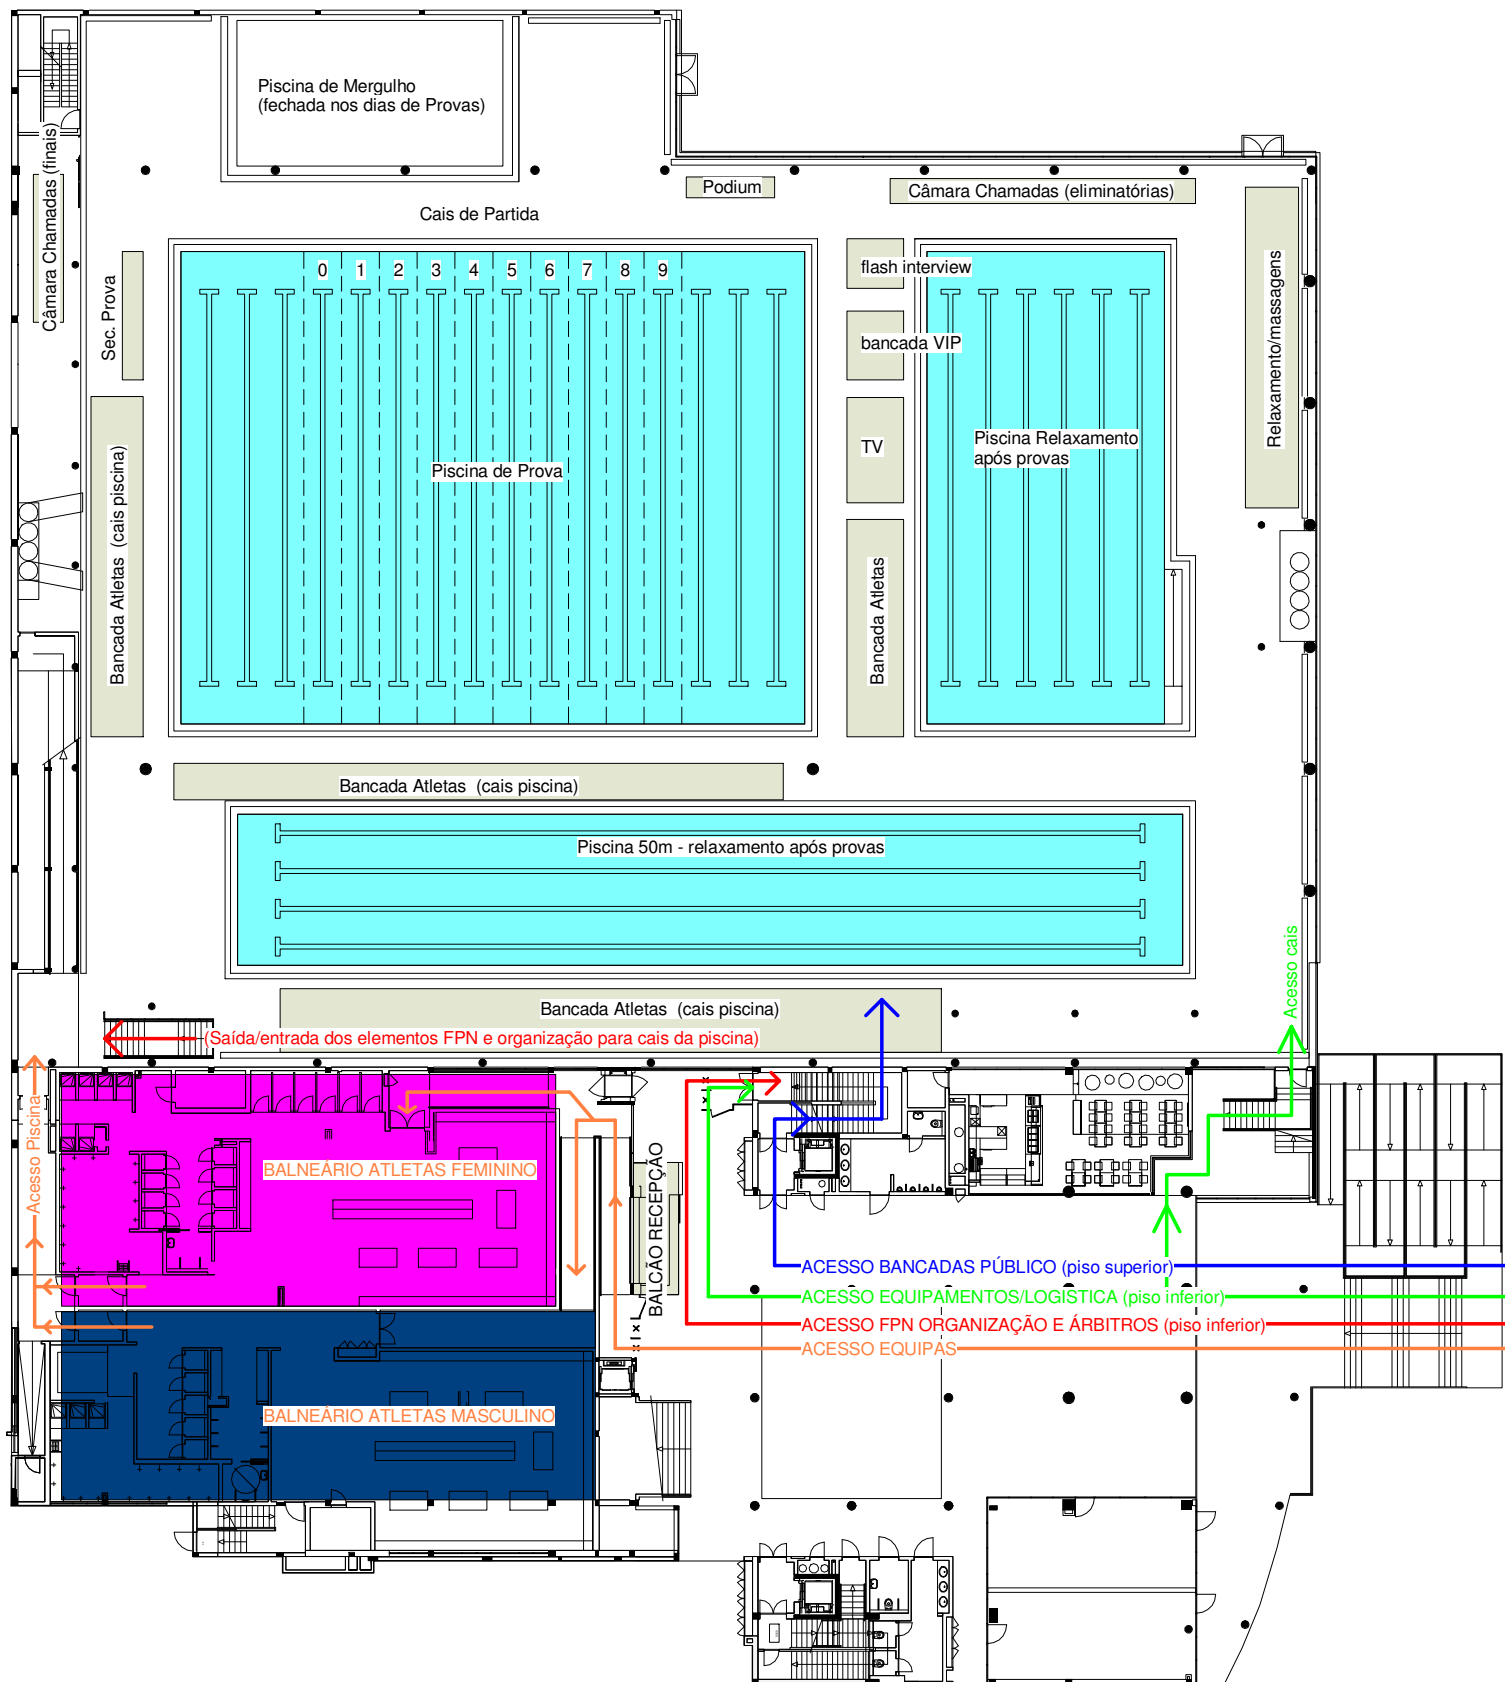 Piscina de Mergulho
(fechada nos dias de Provas)
Câmara Chamadas (finais)
Podium
Câmara Chamadas (eliminatórias)
Cais de Partida
0 1 2 3 4 5 6 7 8 9
flash interview
Sec. Prova
bancada VIP
Relaxamento/massagens
TV
Piscina Relaxamento
após provas
Piscina de Prova
Bancada Atletas (cais piscina)
Bancada Atletas
Bancada Atletas (cais piscina)
Piscina 50m - relaxamento após provas
Acesso cais
Bancada Atletas (cais piscina)
(Saída/entrada dos elementos FPN e organização para cais da piscina)
Acesso Piscina
BALNEÁRIO ATLETAS FEMININO
BALCÃO RECEPÇÃO
ACESSO BANCADAS PÚBLICO (piso superior)
ACESSO EQUIPAMENTOS/LOGÍSTICA (piso inferior)
ACESSO FPN ORGANIZAÇÃO E ÁRBITROS (piso inferior)
ACESSO EQUIPAS
BALNEÁRIO ATLETAS MASCULINO